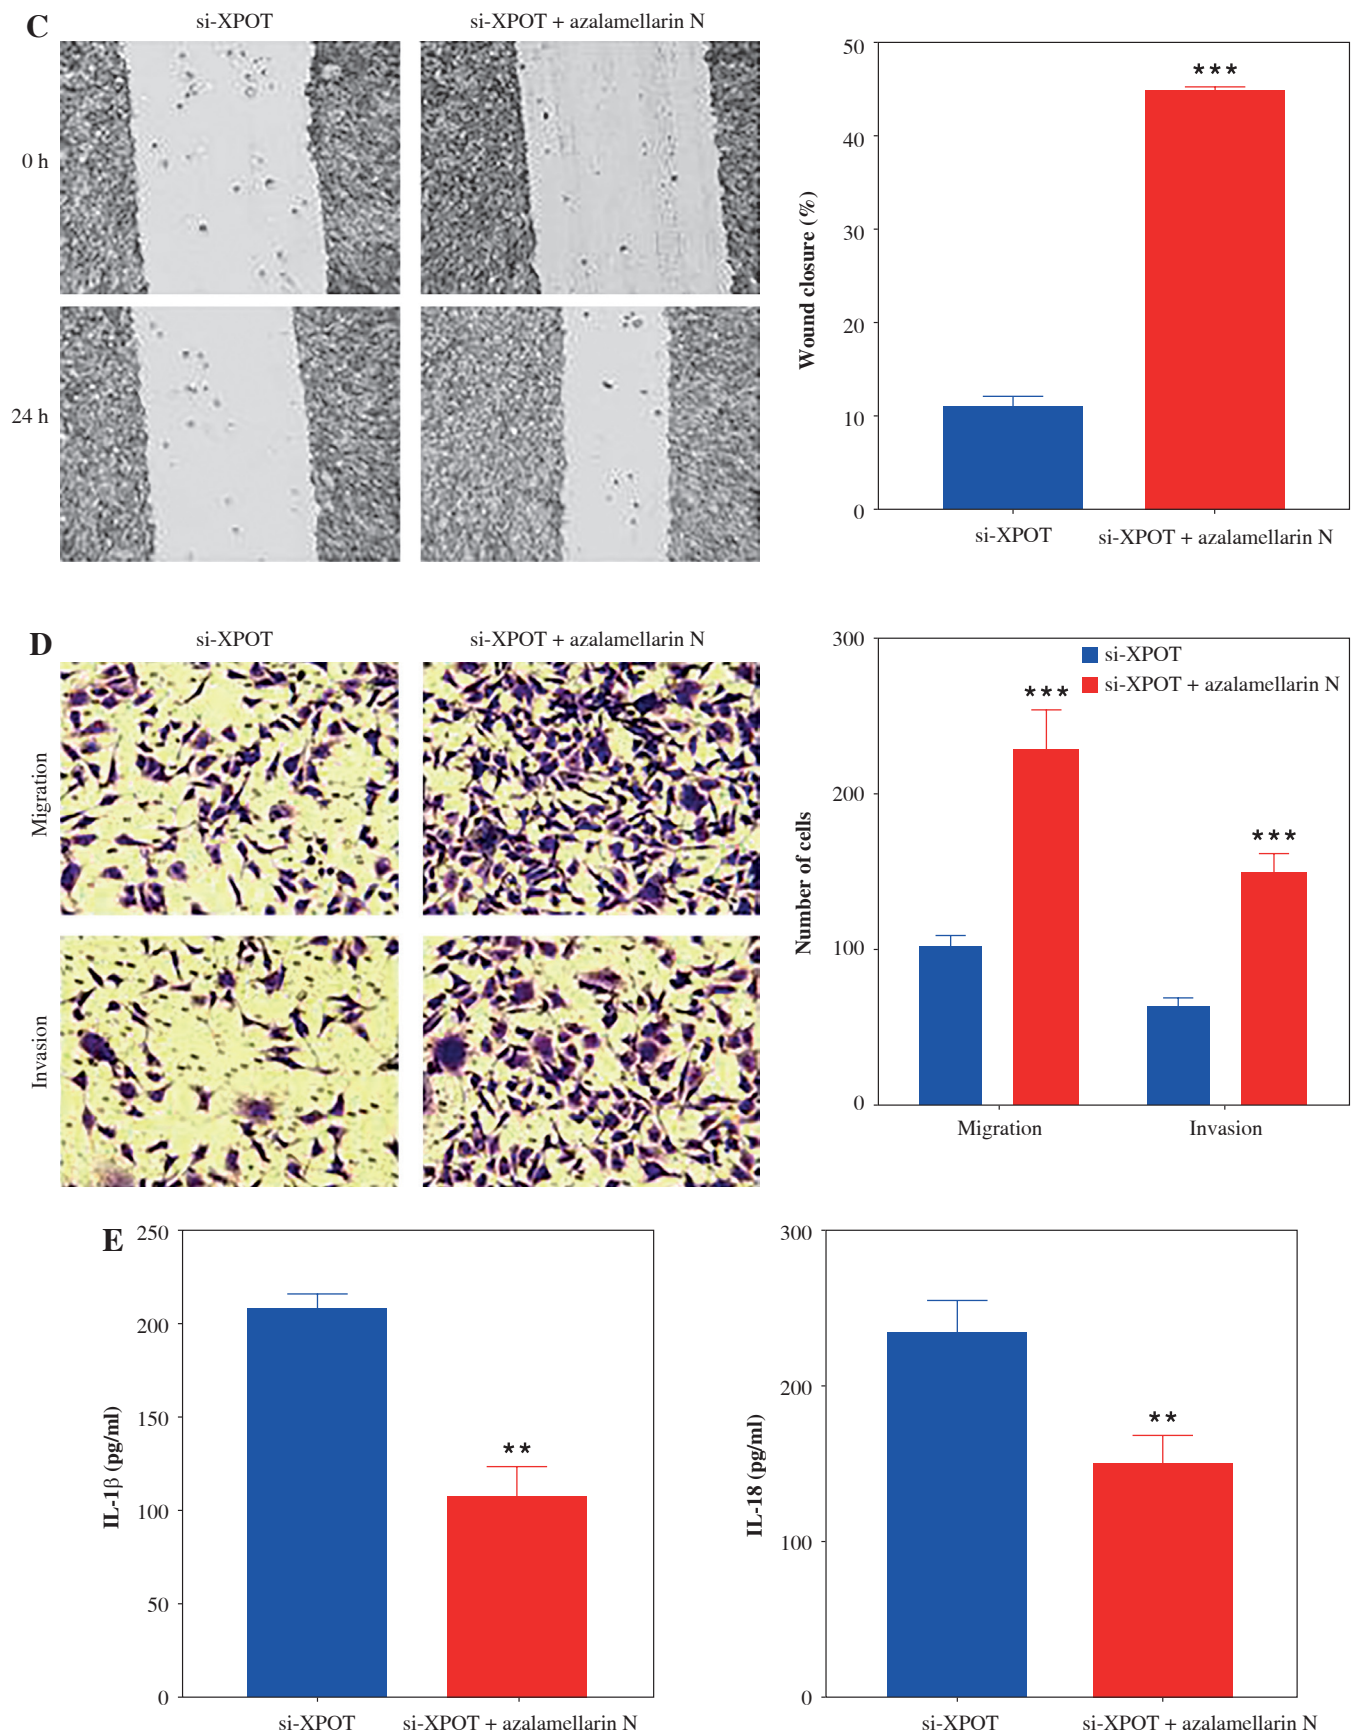 C
si-XPOT
si-XPOT + azalamellarin N
0 h
24 h
Wound closure (%)
50
40
30
20
10
0
***
si-XPOT
si-XPOT + azalamellarin N
D
si-XPOT
si-XPOT + azalamellarin N
Migration
Invasion
Number of cells
300
200
100
0
si-XPOT
si-XPOT + azalamellarin N
***
***
Migration
Invasion
E
IL-1β (pg/ml)
250
200
150
100
50
0
**
si-XPOT
si-XPOT + azalamellarin N
IL-18 (pg/ml)
300
200
100
0
**
si-XPOT
si-XPOT + azalamellarin N